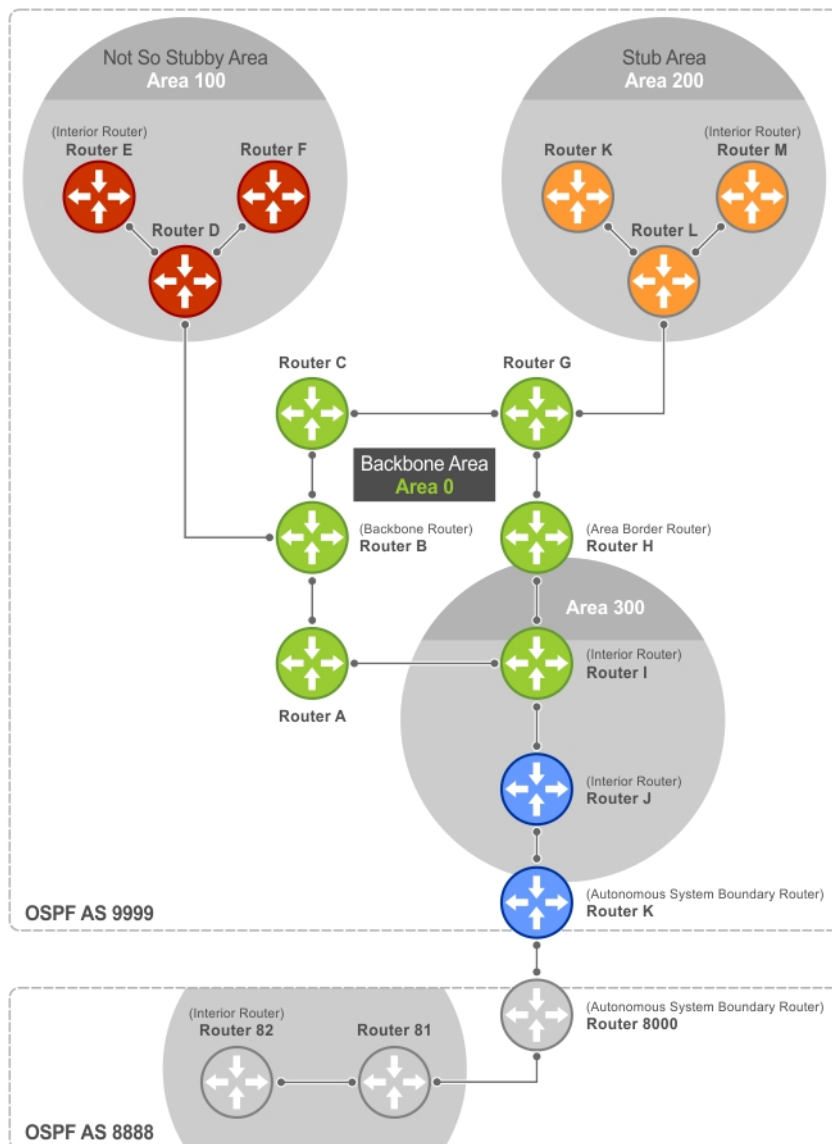 Not So Stubby Area
Area 100
(Interior Router)
Router E
Router F
Router D
Stub Area
Area 200
Router K
(Interior Router)
Router M
Router L
Router C
Router G
Backbone Area
Area 0
(Backbone Router)
Router B
(Area Border Router)
Router H
Area 300
Router A
(Interior Router)
Router I
(Interior Router)
Router J
(Autonomous System Boundary Router)
Router K
OSPF AS 9999
(Autonomous System Boundary Router)
Router 8000
(Interior Router)
Router 82
Router 81
OSPF AS 8888